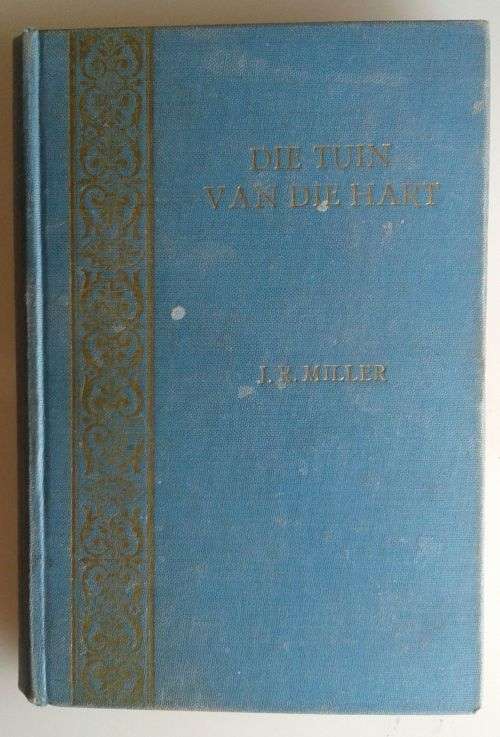 DIE TUIN
VAN DIE HART
J. R. MILLER